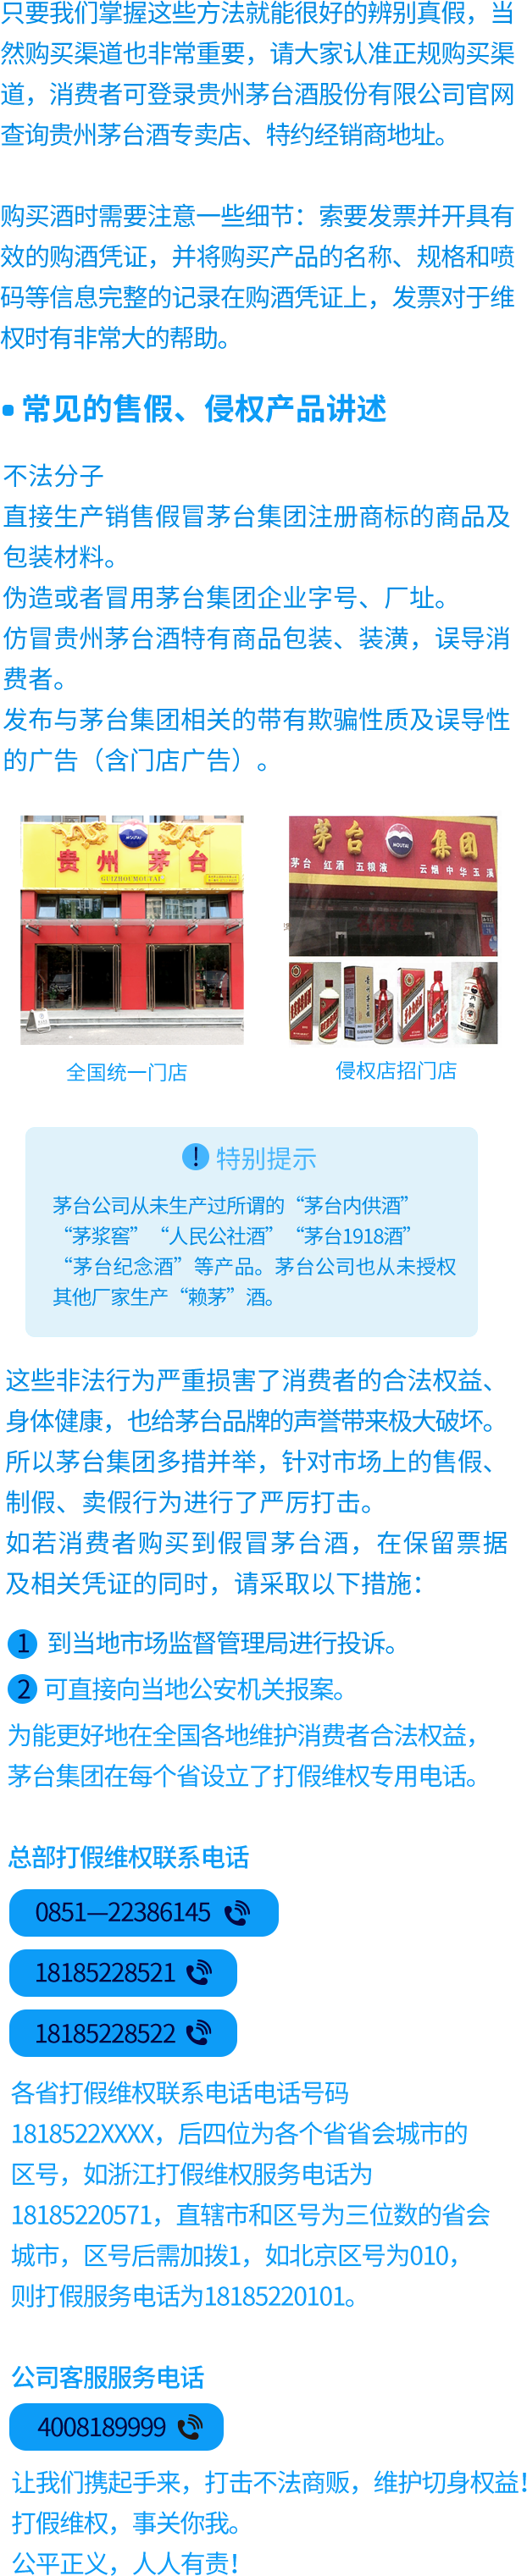 只要我们掌握这些方法就能很好的辨别真假，当
然购买渠道也非常重要，请大家认准正规购买渠
道，消费者可登录贵州茅台酒股份有限公司官网
查询贵州茅台酒专卖店、特约经销商地址。
购买酒时需要注意一些细节：索要发票并开具有
效的购酒凭证，并将购买产品的名称、规格和喷
码等信息完整的记录在购酒凭证上，发票对于维
权时有非常大的帮助。
常见的售假、侵权产品讲述
不法分子
直接生产销售假冒茅台集团注册商标的商品及
包装材料。
伪造或者冒用茅台集团企业字号、厂址。
仿冒贵州茅台酒特有商品包装、装潢，误导消
费者。
发布与茅台集团相关的带有欺骗性质及误导性
的广告（含门店广告）。
MOUTAI
贵州茅台
GUIZHOUMOUTAI
茅台 MOUTAI 集团
茅台 红酒 五粮液 云烟 中华 玉溪
全国统一门店
侵权店招门店
! 特别提示
茅台公司从未生产过所谓的“茅台内供酒”
“茅浆窖”“人民公社酒”“茅台1918酒”
“茅台纪念酒”等产品。茅台公司也从未授权
其他厂家生产“赖茅”酒。
这些非法行为严重损害了消费者的合法权益、
身体健康，也给茅台品牌的声誉带来极大破坏。
所以茅台集团多措并举，针对市场上的售假、
制假、卖假行为进行了严厉打击。
如若消费者购买到假冒茅台酒，在保留票据
及相关凭证的同时，请采取以下措施：
1 到当地市场监督管理局进行投诉。
2 可直接向当地公安机关报案。
为能更好地在全国各地维护消费者合法权益，
茅台集团在每个省设立了打假维权专用电话。
总部打假维权联系电话
0851—22386145
18185228521
18185228522
各省打假维权联系电话电话号码
1818522XXXX，后四位为各个省省会城市的
区号，如浙江打假维权服务电话为
18185220571，直辖市和区号为三位数的省会
城市，区号后需加拨1，如北京区号为010，
则打假服务电话为18185220101。
公司客服服务电话
4008189999
让我们携起手来，打击不法商贩，维护切身权益！
打假维权，事关你我。
公平正义，人人有责！